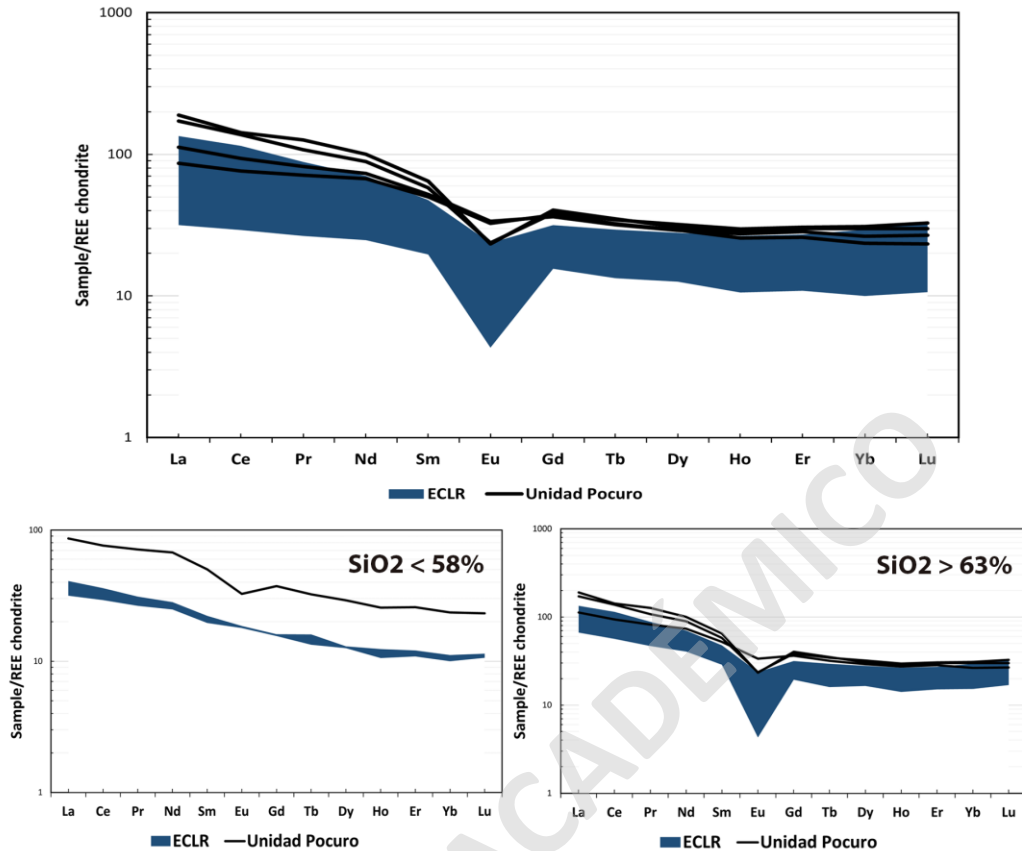 1000
100
10
1
Sample/REE chondrite
La Ce Pr Nd Sm Eu Gd Tb Dy Ho Er Yb Lu
ECLR Unidad Pocuro
100
10
1
Sample/REE chondrite
SiO2 < 58%
La Ce Pr Nd Sm Eu Gd Tb Dy Ho Er Yb Lu
ECLR Unidad Pocuro
1000
100
10
1
Sample/REE chondrite
SiO2 > 63%
La Ce Pr Nd Sm Eu Gd Tb Dy Ho Er Yb Lu
ECLR Unidad Pocuro
ACADÉMICO